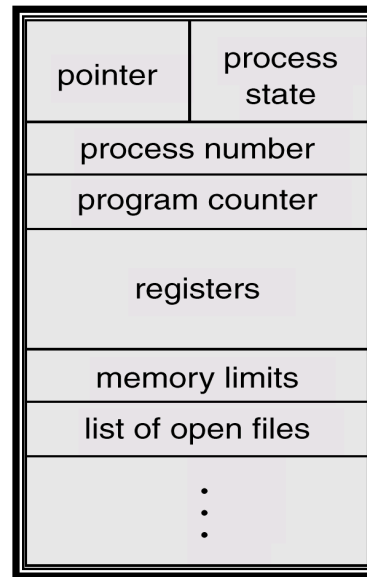 pointer
process
state
process number
program counter
registers
memory limits
list of open files
.
.
.